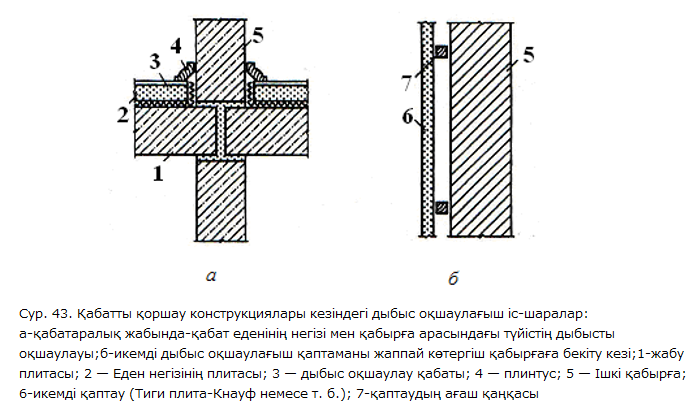 4 5
3
2
1
7
6
5
а б
Сур. 43. Қабатты қоршау конструкциялары кезіндегі дыбыс оқшаулағыш іс-шаралар:
а-қабатаралық жабында-қабат еденінің негізі мен қабырға арасындағы түйістің дыбысты
оқшаулауы;б-икемді дыбыс оқшаулағыш қаптаманы жаппай көтергіш қабырғаға бекіту кезі;1-жабу
плитасы; 2 — Еден негізінің плитасы; 3 — дыбыс оқшаулау қабаты; 4 — плинтус; 5 — Ішкі қабырға;
6-икемді қаптау (Тиги плита-Кнауф немесе т. б.); 7-қаптаудың ағаш қаңқасы